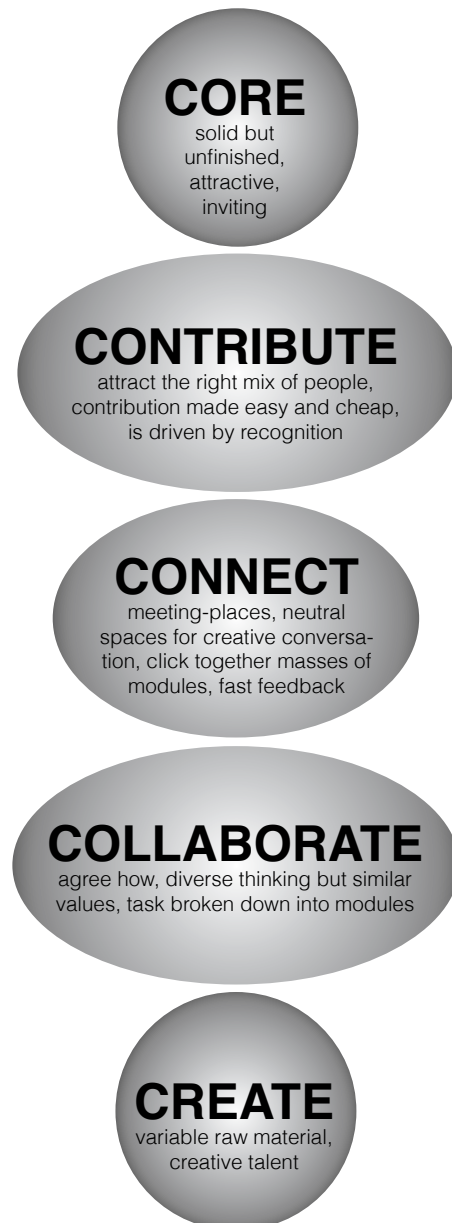 CORE
solid but
unfinished,
attractive,
inviting
CONTRIBUTE
attract the right mix of people,
contribution made easy and cheap,
is driven by recognition
CONNECT
meeting-places, neutral
spaces for creative conversa-
tion, click together masses of
modules, fast feedback
COLLABORATE
agree how, diverse thinking but similar
values, task broken down into modules
CREATE
variable raw material,
creative talent